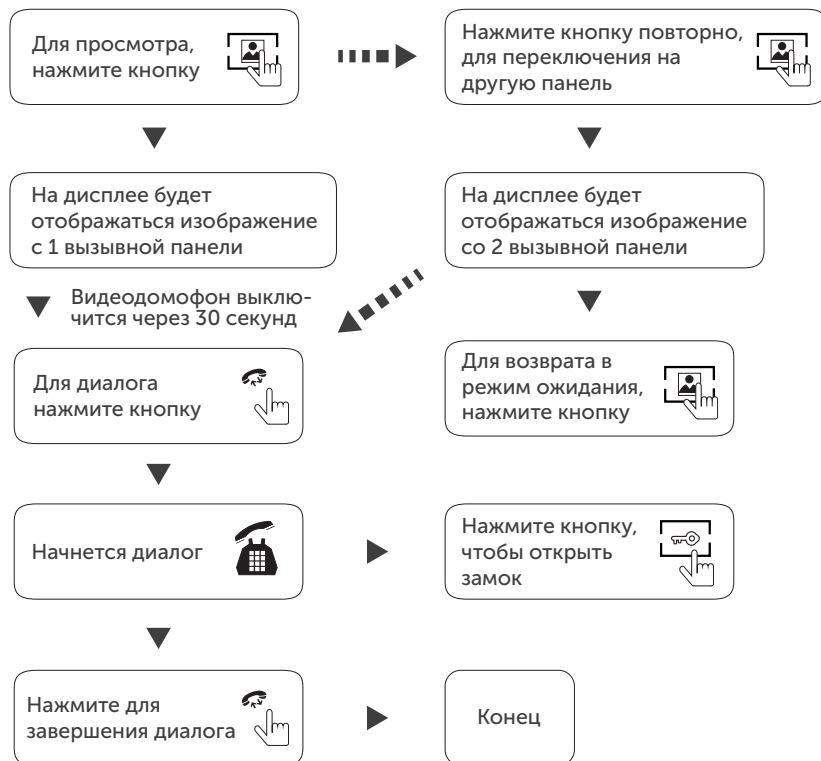 Для просмотра,
нажмите кнопку
Нажмите кнопку повторно,
для переключения на
другую панель
На дисплее будет
отображаться изображение
с 1 вызывной панели
На дисплее будет
отображаться изображение
со 2 вызывной панели
Видеодомофон выклю-
чится через 30 секунд
Для диалога
нажмите кнопку
Для возврата в
режим ожидания,
нажмите кнопку
Начнется диалог
Нажмите кнопку,
чтобы открыть
замок
Нажмите для
завершения диалога
Конец